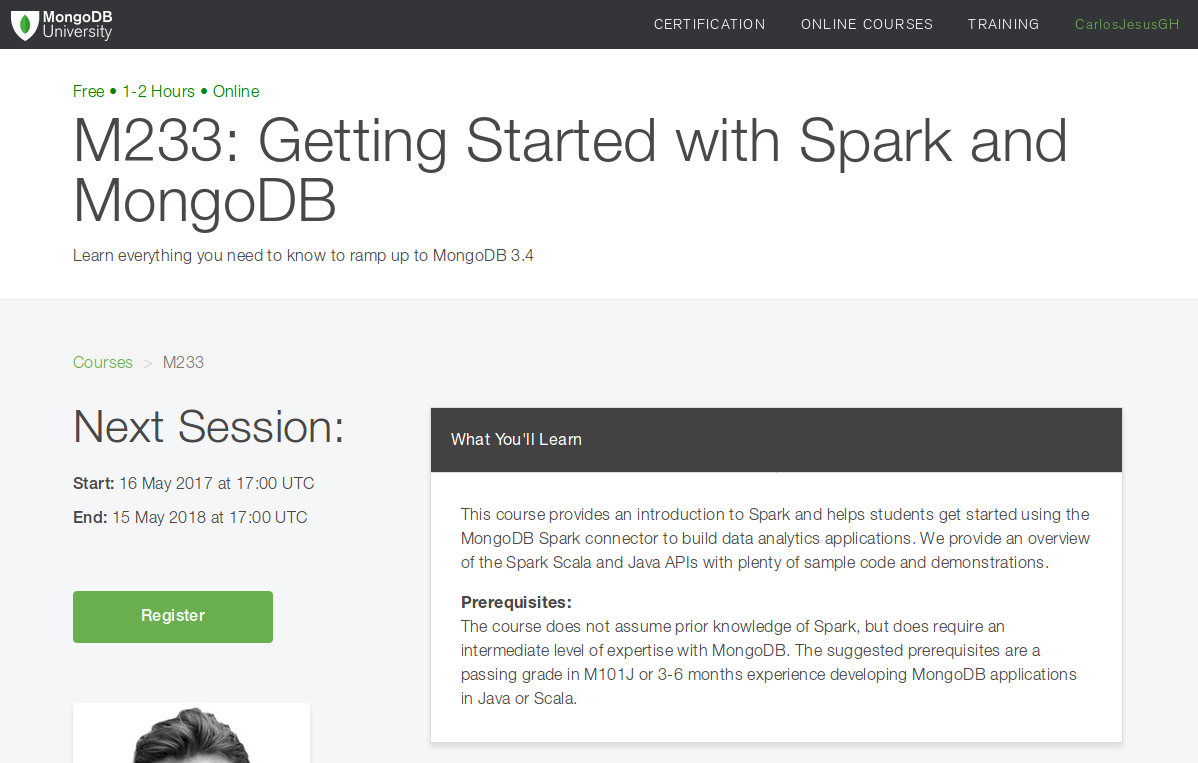 MongoDB
University
CERTIFICATION ONLINE COURSES TRAINING CarlosJesusGH
Free • 1-2 Hours • Online
M233: Getting Started with Spark and
MongoDB
Learn everything you need to know to ramp up to MongoDB 3.4
Courses > M233
Next Session:
Start: 16 May 2017 at 17:00 UTC
End: 15 May 2018 at 17:00 UTC
Register
What You'll Learn
This course provides an introduction to Spark and helps students get started using the
MongoDB Spark connector to build data analytics applications. We provide an overview
of the Spark Scala and Java APIs with plenty of sample code and demonstrations.
Prerequisites:
The course does not assume prior knowledge of Spark, but does require an
intermediate level of expertise with MongoDB. The suggested prerequisites are a
passing grade in M101J or 3-6 months experience developing MongoDB applications
in Java or Scala.